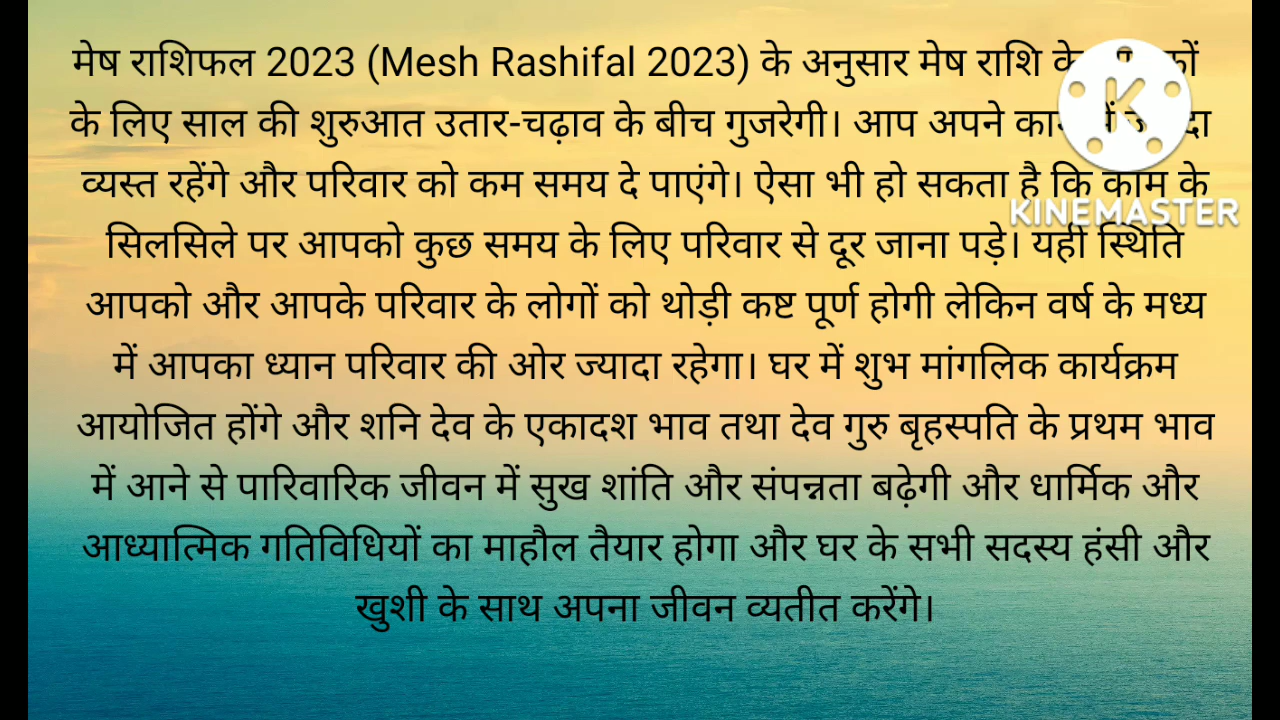 मेष राशिफल 2023 (Mesh Rashifal 2023) के अनुसार मेष राशि के
के लिए साल की शुरुआत उतार-चढ़ाव के बीच गुजरेगी। आप अपने
व्यस्त रहेंगे और परिवार को कम समय दे पाएंगे। ऐसा भी हो सकता है कि काम के
KINEMASTER
सिलसिले पर आपको कुछ समय के लिए परिवार से दूर जाना पड़े। यही स्थिति
आपको और आपके परिवार के लोगों को थोड़ी कष्ट पूर्ण होगी लेकिन वर्ष के मध्य
में आपका ध्यान परिवार की ओर ज्यादा रहेगा। घर में शुभ मांगलिक कार्यक्रम
आयोजित होंगे और शनि देव के एकादश भाव तथा देव गुरु बृहस्पति के प्रथम भाव
में आने से पारिवारिक जीवन में सुख शांति और संपन्नता बढ़ेगी और धार्मिक और
आध्यात्मिक गतिविधियों का माहौल तैयार होगा और घर के सभी सदस्य हंसी और
खुशी के साथ अपना जीवन व्यतीत करेंगे।